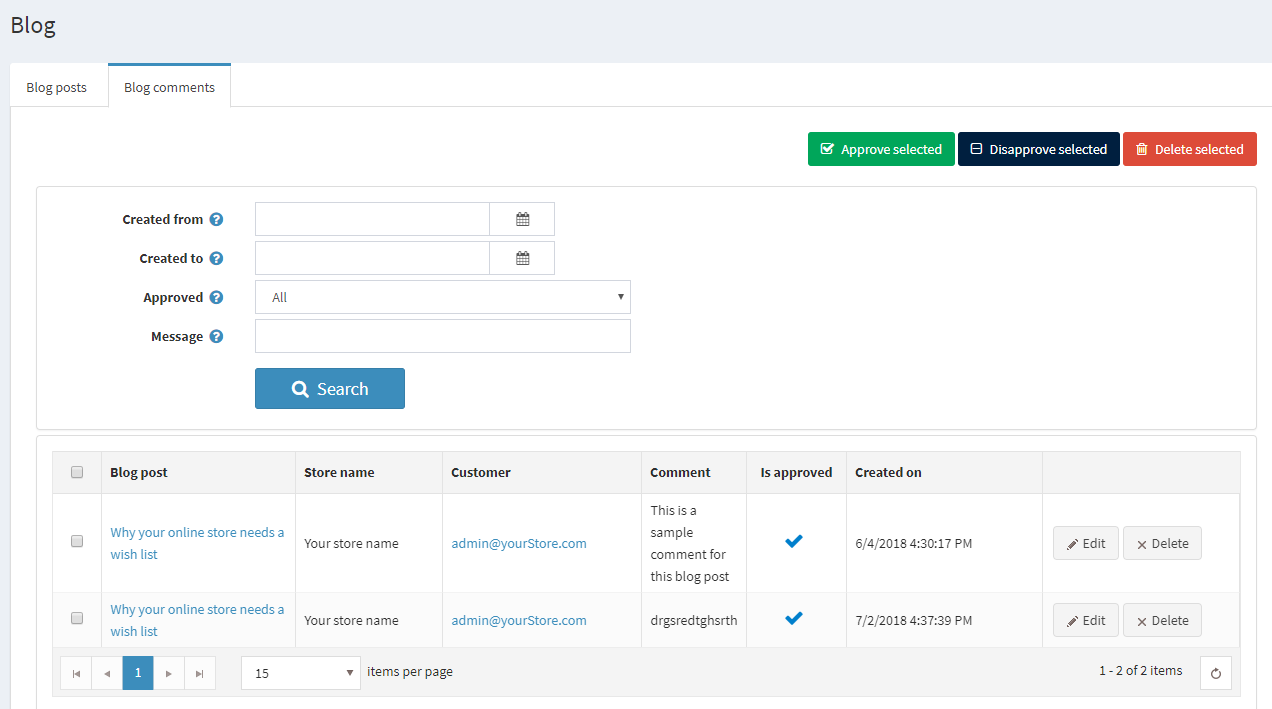 Blog
Blog posts
Blog comments
Approve selected
Disapprove selected
Delete selected
Created from
Created to
Approved
All
Message
Search
Blog post Store name Customer Comment Is approved Created on
Why your online store needs a
wish list
Your store name
admin@yourStore.com
This is a
sample
comment for
this blog post
6/4/2018 4:30:17 PM
Edit
Delete
Why your online store needs a
wish list
Your store name
admin@yourStore.com
drgsredtghsrth
7/2/2018 4:37:39 PM
Edit
Delete
1
15
items per page
1 - 2 of 2 items